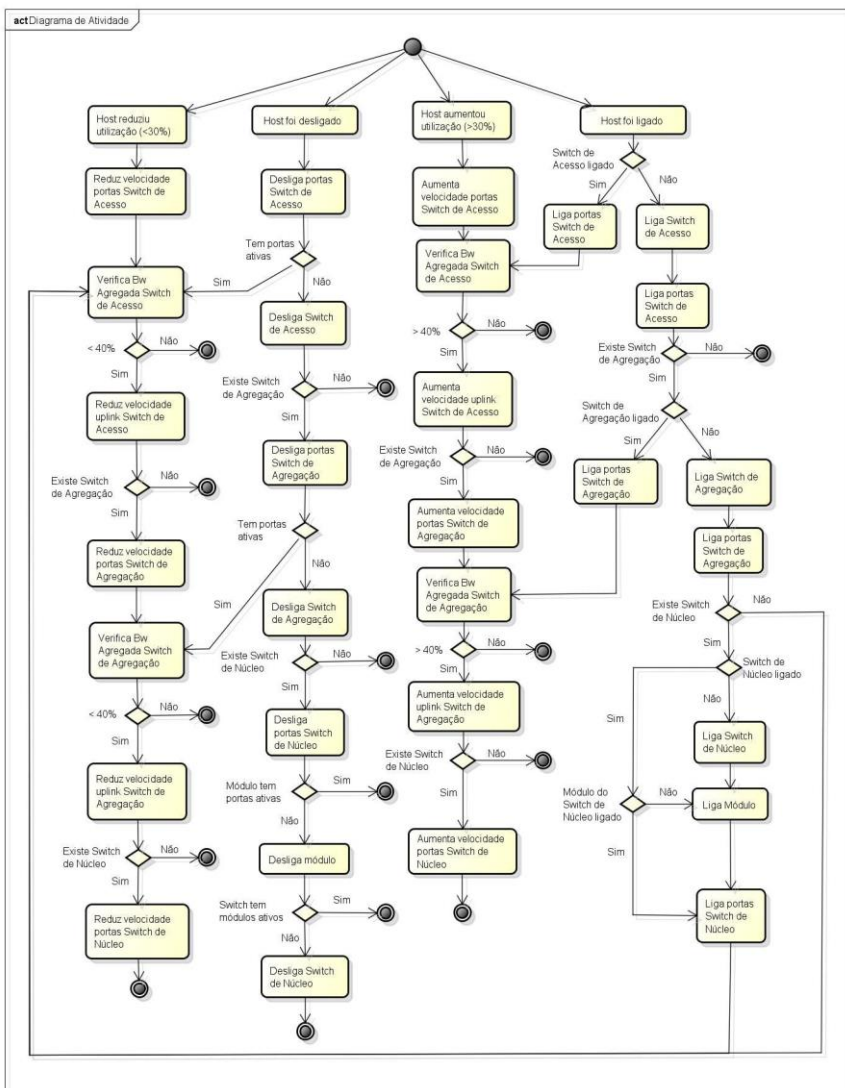 act Diagrama de Atividade
Host reduziu
utilização (<30%)
Reduz velocidade
portas Switch de
Acesso
Verifica Bw
Agregada Switch
de Acesso
< 40%
Não
Sim
Reduz velocidade
uplink Switch de
Acesso
Existe Switch
de Agregação
Não
Sim
Reduz velocidade
portas Switch de
Agregação
Verifica Bw
Agregada Switch
de Agregação
< 40%
Não
Sim
Reduz velocidade
uplink Switch de
Agregação
Existe Switch
de Núcleo
Não
Sim
Reduz velocidade
portas Switch de
Núcleo
Host foi desligado
Desliga portas
Switch de
Acesso
Tem portas
ativas
Sim
Não
Desliga Switch
de Acesso
Existe Switch
de Agregação
Não
Sim
Desliga portas
Switch de
Agregação
Tem portas
ativas
Sim
Não
Desliga Switch
de Agregação
Existe Switch
de Núcleo
Não
Sim
Desliga
portas Switch
de Núcleo
Módulo tem
portas ativas
Sim
Não
Desliga módulo
Switch tem
módulos ativos
Sim
Não
Desliga Switch
de Núcleo
Host aumentou
utilização (>30%)
Aumenta
velocidade portas
Switch de Acesso
Verifica Bw
Agregada Switch
de Acesso
> 40%
Não
Sim
Aumenta
velocidade uplink
Switch de Acesso
Existe Switch
de Agregação
Não
Sim
Aumenta velocidade
portas Switch de
Agregação
Verifica Bw
Agregada Switch
de Agregação
> 40%
Não
Sim
Aumenta velocidade
uplink Switch de
Agregação
Existe Switch
de Núcleo
Não
Sim
Aumenta velocidade
portas Switch de
Núcleo
Host foi ligado
Switch de
Acesso ligado
Sim
Não
Liga portas
Switch de
Acesso
Liga Switch
de Acesso
Liga portas
Switch de
Acesso
Existe Switch
de Agregação
Não
Sim
Switch de
Agregação ligado
Sim
Não
Liga portas
Switch de
Agregação
Liga Switch de
Agregação
Liga portas
Switch de
Agregação
Existe Switch de
Núcleo
Não
Sim
Switch de
Núcleo ligado
Sim
Não
Liga Switch
de Núcleo
Módulo do
Switch de
Núcleo ligado
Não
Sim
Liga Módulo
Liga portas
Switch de
Núcleo